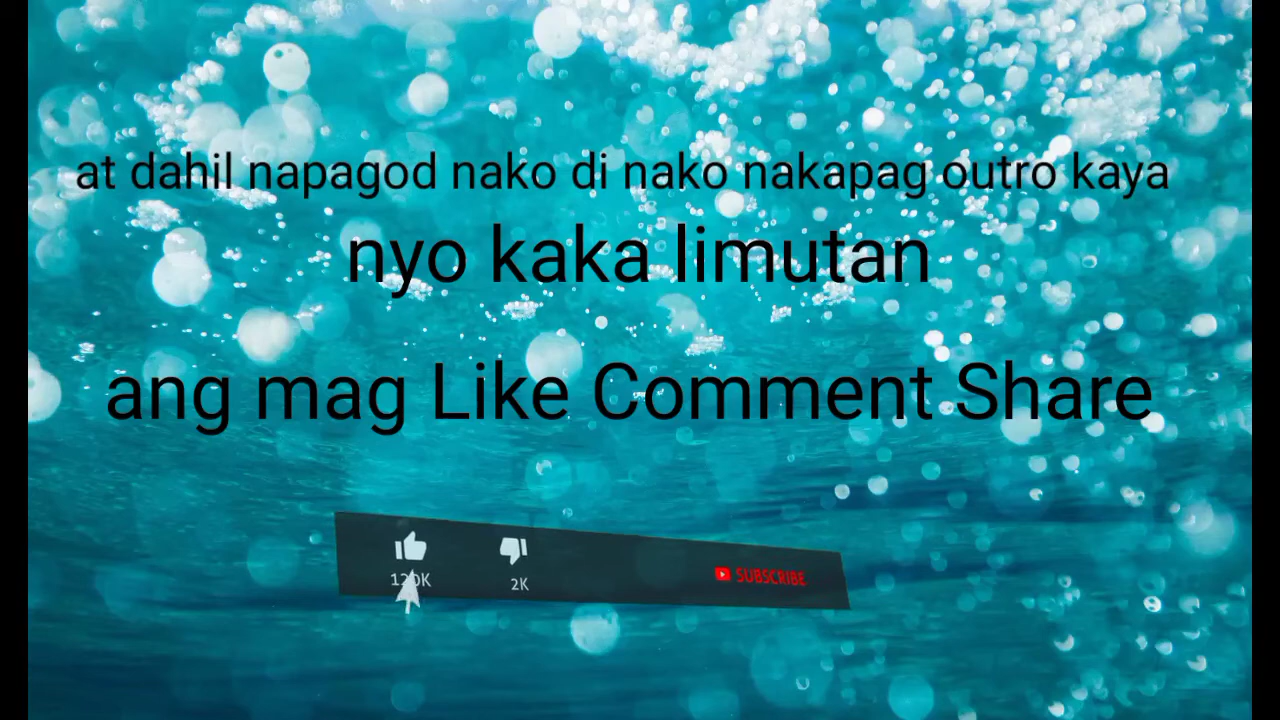 at dahil napagod nako di nako nakapag outro kaya
nyo kaka limutan
ang mag Like Comment Share
2K
SUBSCRIBE